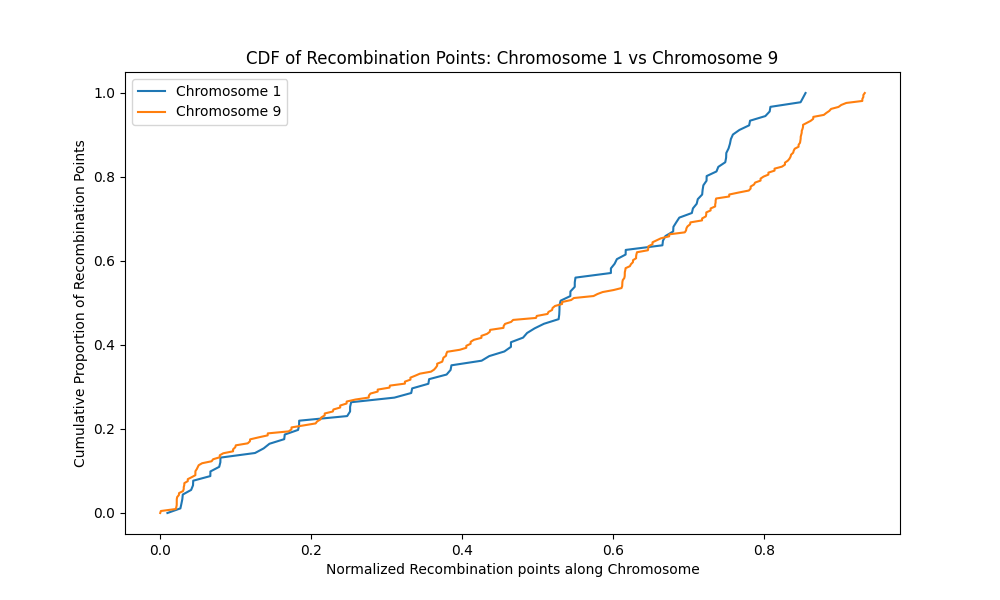 CDF of Recombination Points: Chromosome 1 vs Chromosome 9
Chromosome 1
Chromosome 9
Cumulative Proportion of Recombination Points
1.0
0.8
0.6
0.4
0.2
0.0
0.0 0.2 0.4 0.6 0.8
Normalized Recombination points along Chromosome